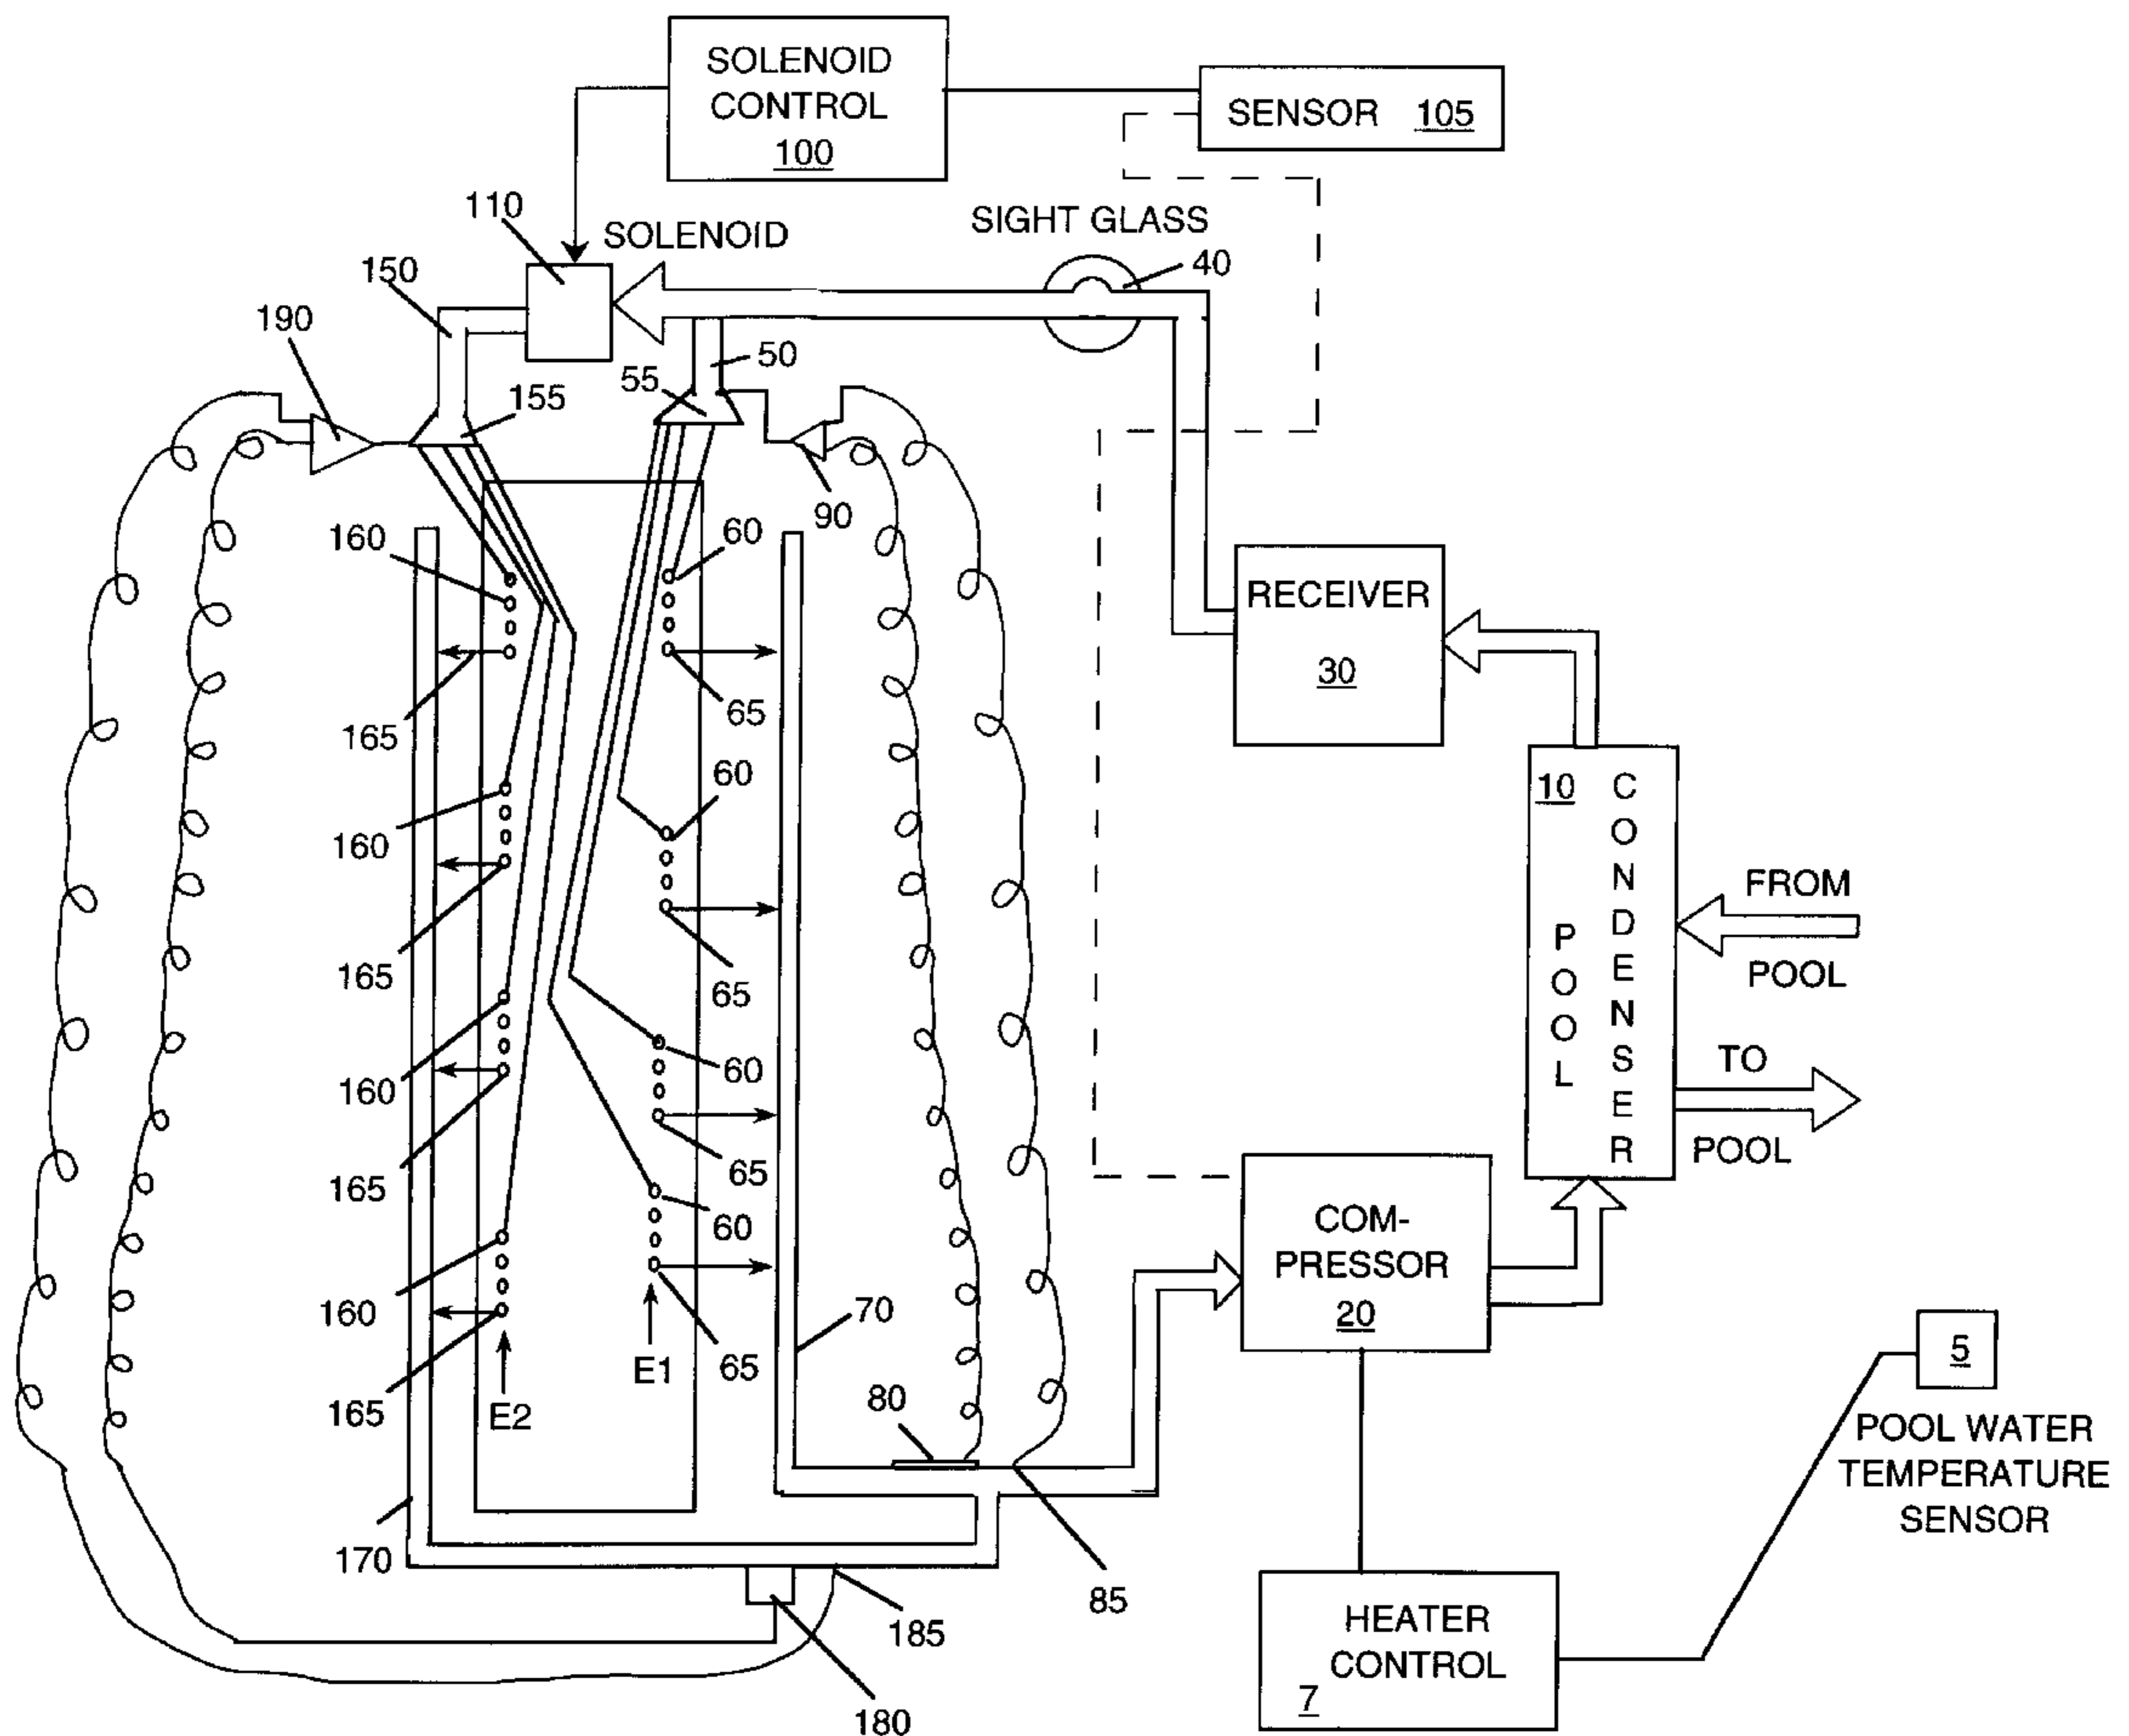 SOLENOID
CONTROL
100
SENSOR 105
110
SOLENOID
SIGHT GLASS
40
150
190
50
55
155
90
60
160
RECEIVER
30
65
165
60
10
CONDENSER
POOL
160
FROM
POOL
165
65
TO
POOL
60
160
65
165
60
COM-
PRESSOR
20
160
70
E1
65
5
165
E2
80
POOL WATER
TEMPERATURE
SENSOR
170
85
185
HEATER
CONTROL
7
180